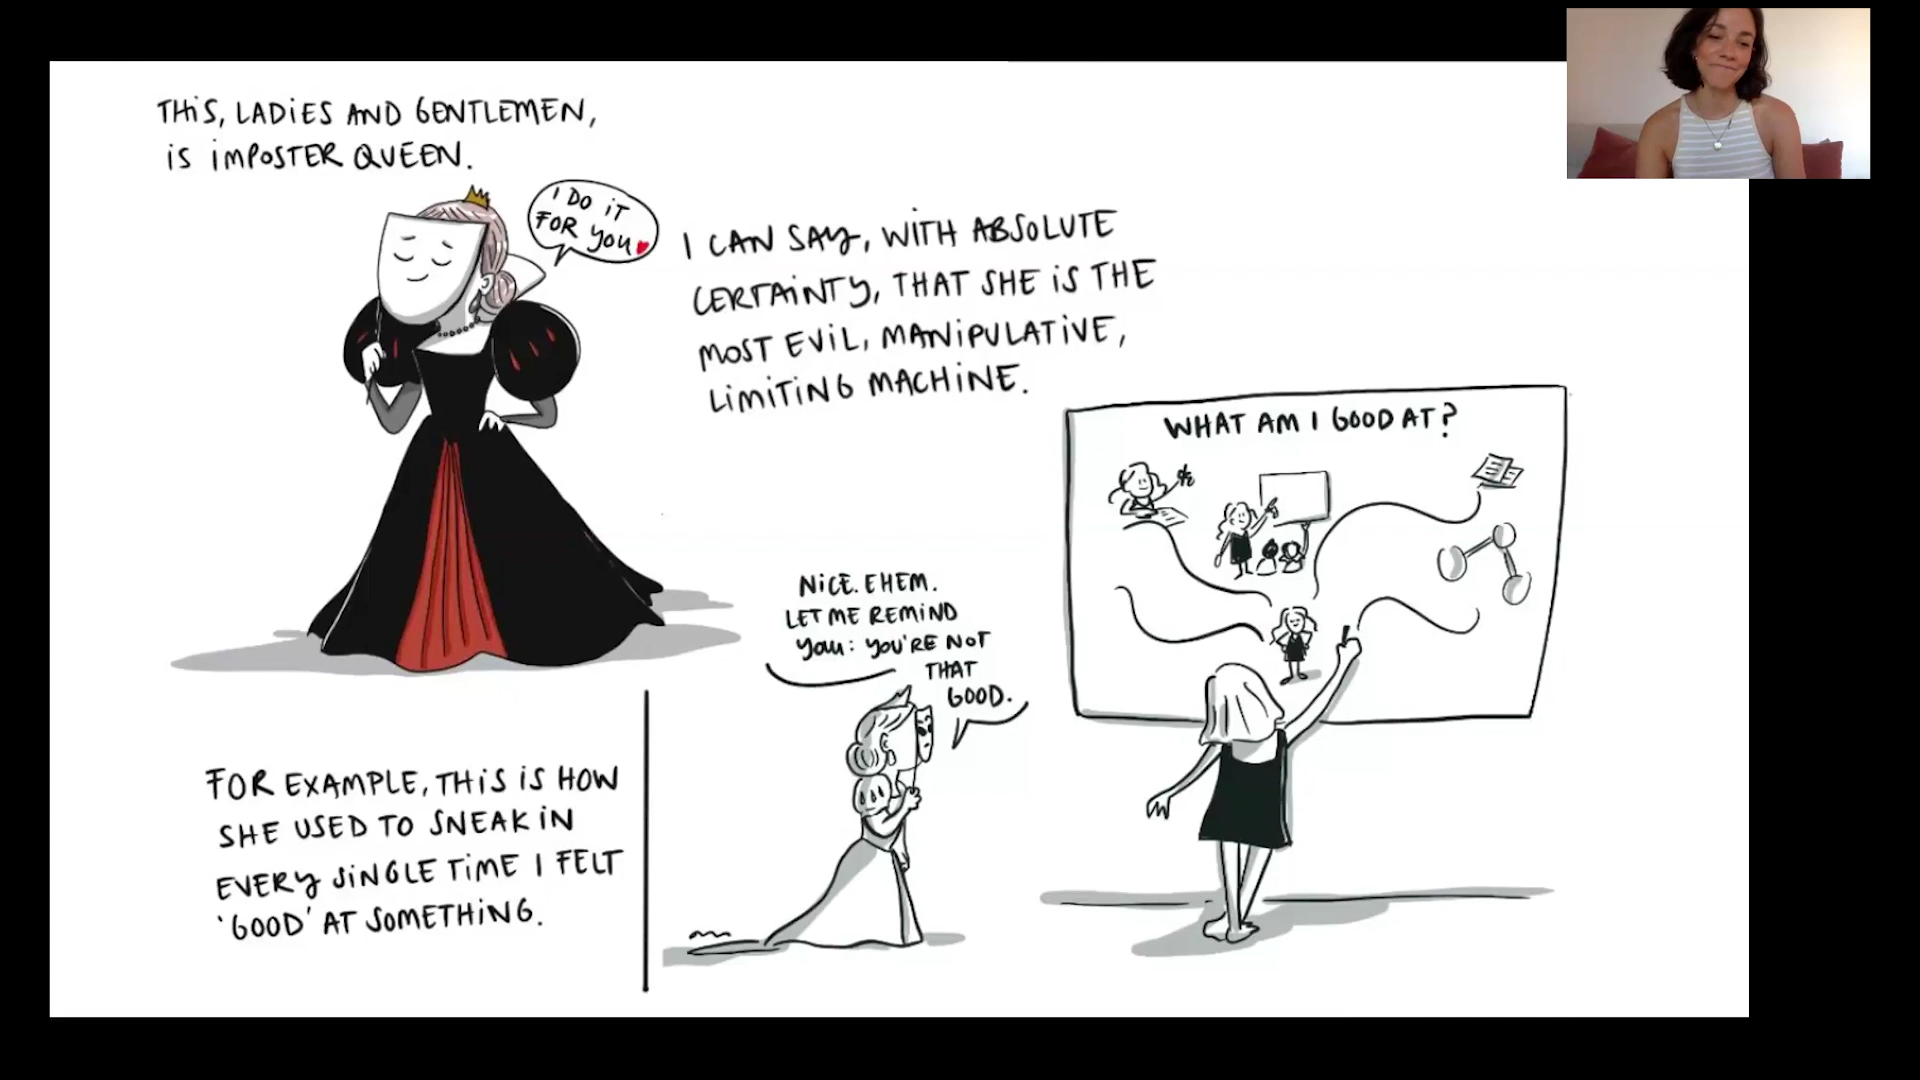 THIS, LADIES AND GENTLEMEN,
IS IMPOSTER QUEEN.
I DO IT
FOR YOU
I CAN SAY, WITH ABSOLUTE
CERTAINTY, THAT SHE IS THE
MOST EVIL, MANIPULATIVE,
LIMITING MACHINE.
WHAT AM I GOOD AT?
NICE. EHEM.
LET ME REMIND
YOU: YOU'RE NOT
THAT
GOOD.
FOR EXAMPLE, THIS IS HOW
SHE USED TO SNEAK IN
EVERY SINGLE TIME I FELT
'GOOD' AT SOMETHING.